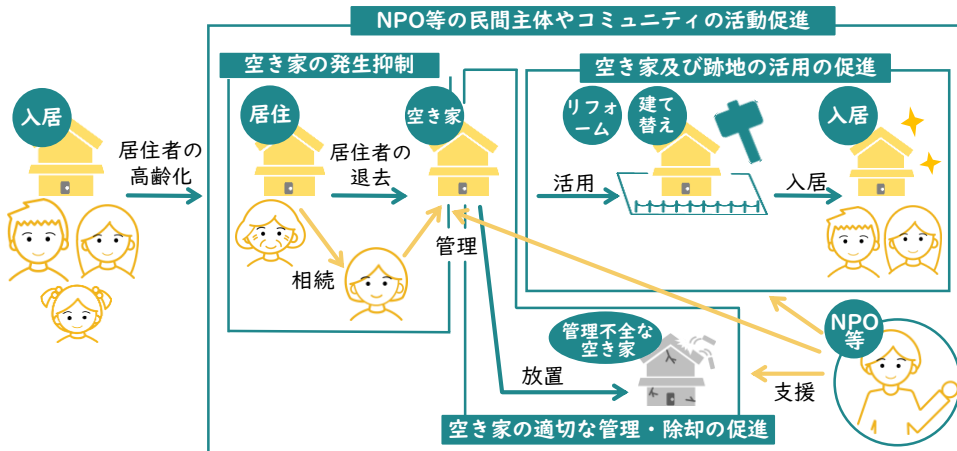 NPO等の民間主体やコミュニティの活動促進
空き家の発生抑制
空き家及び跡地の活用の促進
入居
居住者の
高齢化
居住
居住者の
退去
空き家
相続
管理
活用
リフォ
ーム
建て
替え
入居
入居
放置
管理不全な
空き家
空き家の適切な管理・除却の促進
支援
NPO
等